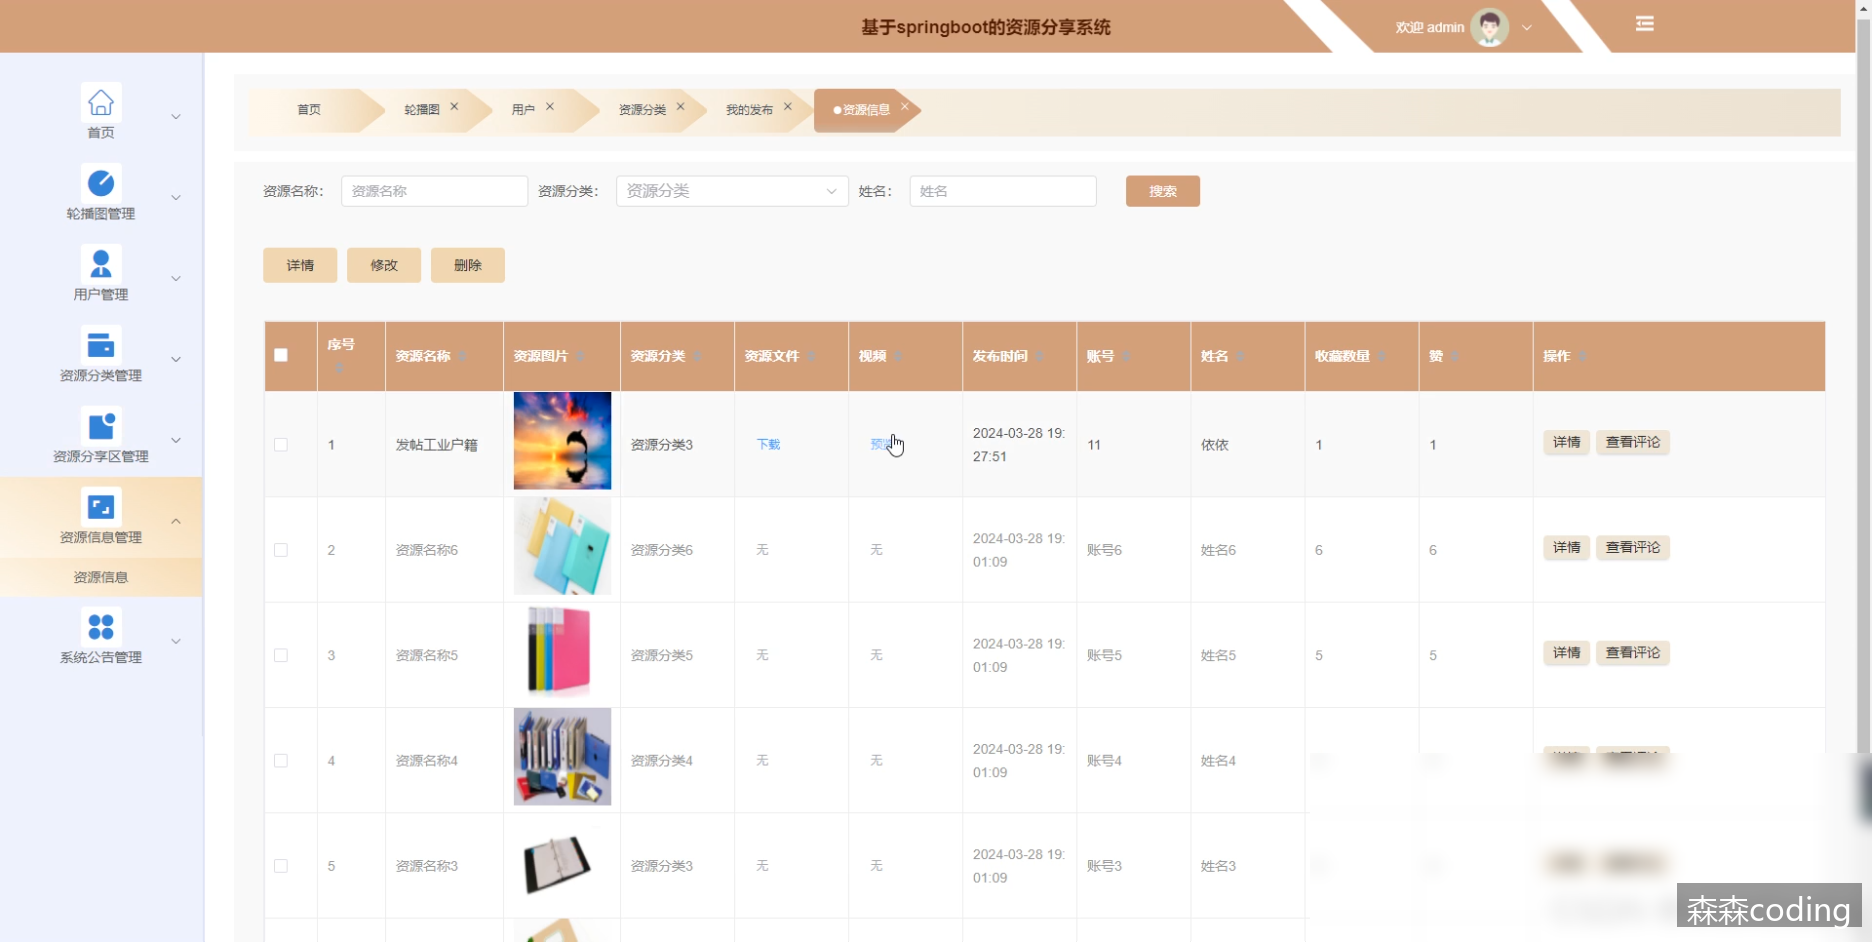 基于springboot的资源分享系统
欢迎 admin
首页
轮播图管理
用户管理
资源分类管理
资源分享区管理
资源信息管理
资源信息
系统公告管理
首页 轮播图 用户 资源分类 我的发布 资源信息
资源名称: 资源名称 资源分类: 资源分类 姓名: 姓名 搜索
详情 修改 删除
序号 资源名称 资源图片 资源分类 资源文件 视频 发布时间 账号 姓名 收藏数量 赞 操作
1 发帖工业户籍 资源分类3 下载 2024-03-28 19:27:51 11 依依 1 1 详情 查看评论
2 资源名称6 资源分类6 无 无 2024-03-28 19:01:09 账号6 姓名6 6 6 详情 查看评论
3 资源名称5 资源分类5 无 无 2024-03-28 19:01:09 账号5 姓名5 5 5 详情 查看评论
4 资源名称4 资源分类4 无 无 2024-03-28 19:01:09 账号4 姓名4
5 资源名称3 资源分类3 无 无 2024-03-28 19:01:09 账号3 姓名3
森森coding